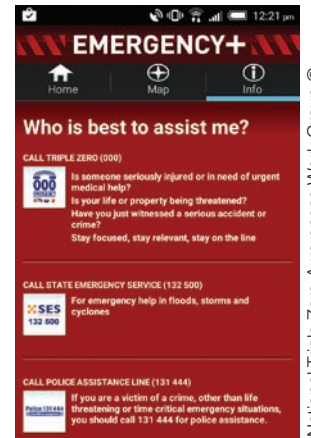 12:21 pm
EMERGENCY+
Home
Map
Info
Who is best to assist me?
CALL TRIPLE ZERO (000)
000
Is someone seriously injured or in need of urgent
medical help?
Is your life or property being threatened?
Have you just witnessed a serious accident or
crime?
Stay focused, stay relevant, stay on the line
CALL STATE EMERGENCY SERVICE (132 500)
SES
132 500
For emergency help in floods, storms and
cyclones
CALL POLICE ASSISTANCE LINE (131 444)
Police 131 444
If you are a victim of a crime, other than life
threatening or time critical emergency situations,
you should call 131 444 for police assistance.